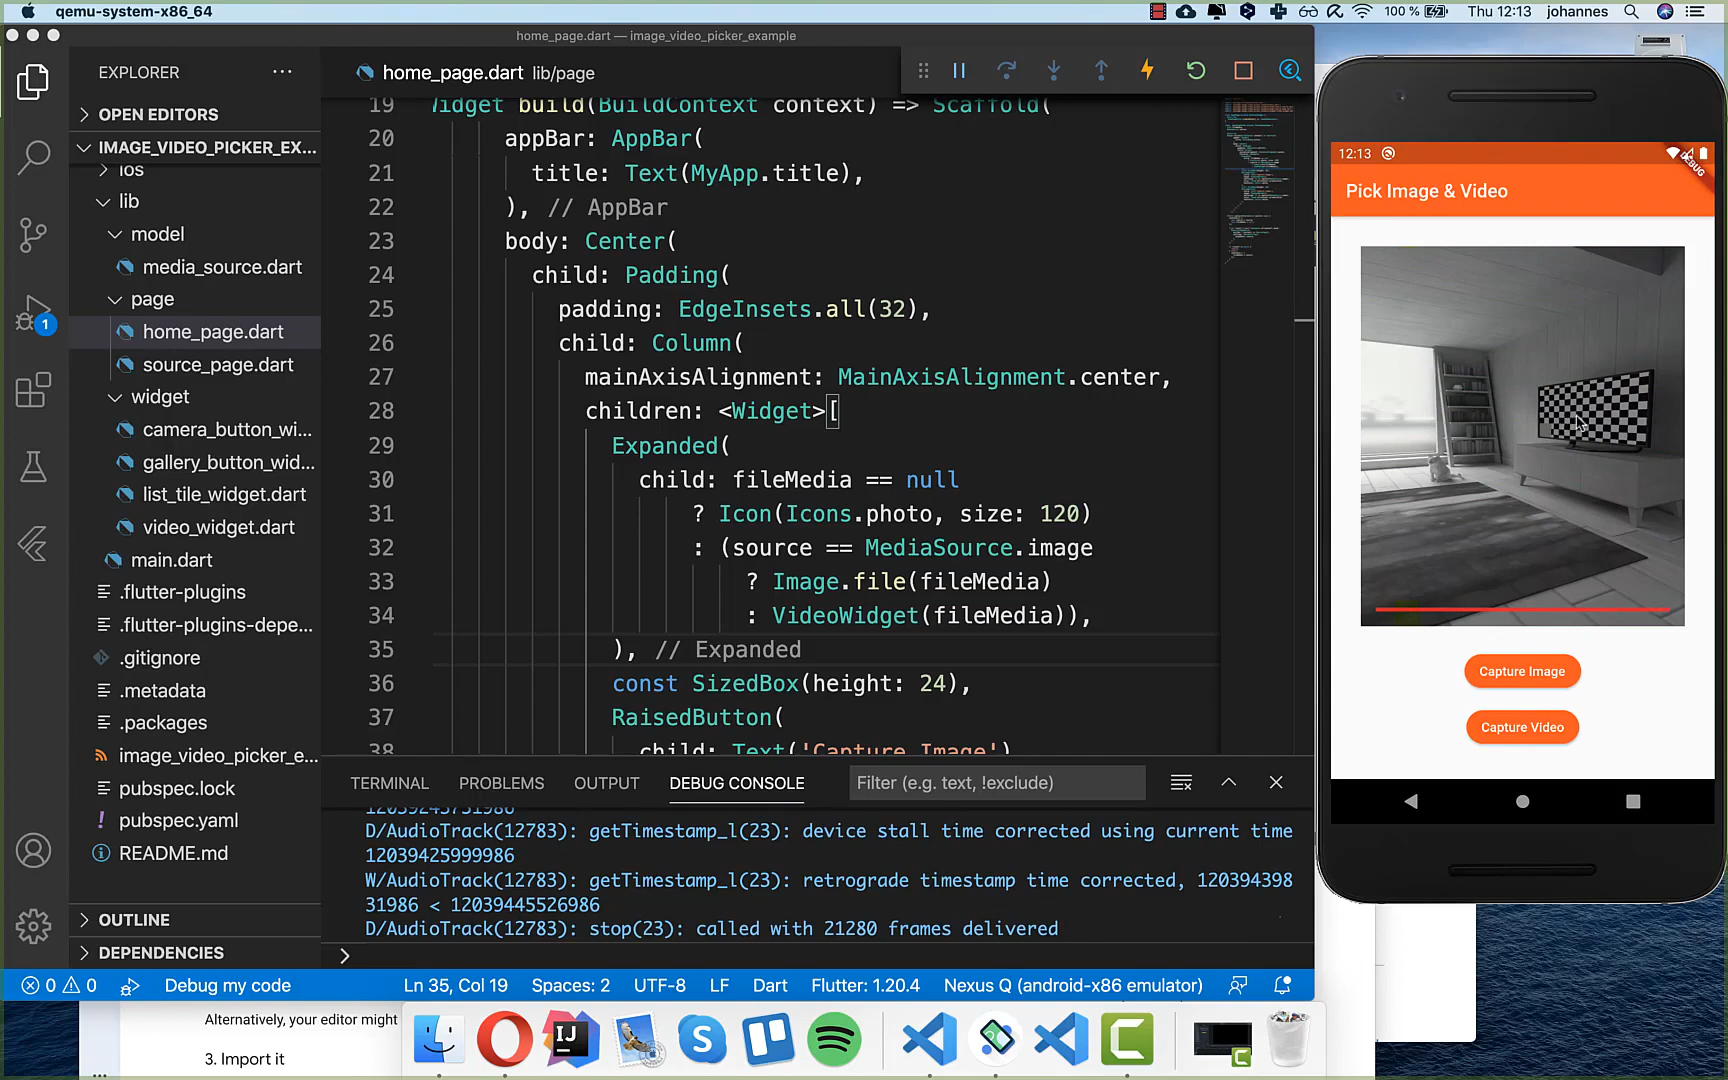 qemu-system-x86_64
100 %
Thu 12:13
johannes
home_page.dart — image_video_picker_example
EXPLORER
home_page.dart lib/page
OPEN EDITORS
IMAGE_VIDEO_PICKER_EX...
ios
lib
model
media_source.dart
page
home_page.dart
source_page.dart
widget
camera_button_wi...
gallery_button_wid...
list_tile_widget.dart
video_widget.dart
main.dart
.flutter-plugins
.flutter-plugins-depe...
.gitignore
.metadata
.packages
image_video_picker_e...
pubspec.lock
pubspec.yaml
README.md
OUTLINE
DEPENDENCIES
1
19 Widget build(BuildContext context) => Scaffold(
20 appBar: AppBar(
21 title: Text(MyApp.title),
22 ), // AppBar
23 body: Center(
24 child: Padding(
25 padding: EdgeInsets.all(32),
26 child: Column(
27 mainAxisAlignment: MainAxisAlignment.center,
28 children: <Widget>[
29 Expanded(
30 child: fileMedia == null
31 ? Icon(Icons.photo, size: 120)
32 : (source == MediaSource.image
33 ? Image.file(fileMedia)
34 : VideoWidget(fileMedia)),
35 ), // Expanded
36 const SizedBox(height: 24),
37 RaisedButton(
38 child: Text('Capture Image')
TERMINAL
PROBLEMS
OUTPUT
DEBUG CONSOLE
Filter (e.g. text, !exclude)
12039243731986
D/AudioTrack(12783): getTimestamp_l(23): device stall time corrected using current time
12039425999986
W/AudioTrack(12783): getTimestamp_l(23): retrograde timestamp time corrected, 120394398
31986 < 12039445526986
D/AudioTrack(12783): stop(23): called with 21280 frames delivered
0 0
Debug my code
Ln 35, Col 19
Spaces: 2
UTF-8
LF
Dart
Flutter: 1.20.4
Nexus Q (android-x86 emulator)
12:13
DEBUG
Pick Image & Video
Capture Image
Capture Video
Alternatively, your editor might
3. Import it
IJ